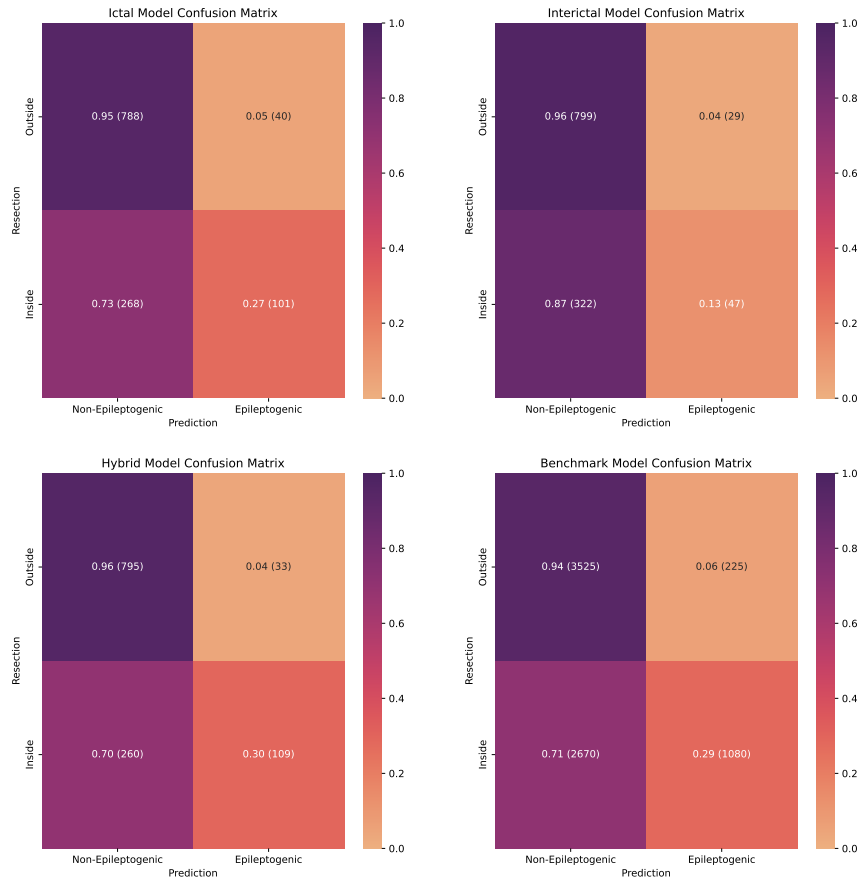 Ictal Model Confusion Matrix
Outside
Inside
Resection
0.95 (788)
0.05 (40)
0.73 (268)
0.27 (101)
Non-Epileptogenic
Epileptogenic
Prediction
1.0
0.8
0.6
0.4
0.2
0.0
Interictal Model Confusion Matrix
Outside
Inside
Resection
0.96 (799)
0.04 (29)
0.87 (322)
0.13 (47)
Non-Epileptogenic
Epileptogenic
Prediction
1.0
0.8
0.6
0.4
0.2
0.0
Hybrid Model Confusion Matrix
Outside
Inside
Resection
0.96 (795)
0.04 (33)
0.70 (260)
0.30 (109)
Non-Epileptogenic
Epileptogenic
Prediction
1.0
0.8
0.6
0.4
0.2
0.0
Benchmark Model Confusion Matrix
Outside
Inside
Resection
0.94 (3525)
0.06 (225)
0.71 (2670)
0.29 (1080)
Non-Epileptogenic
Epileptogenic
Prediction
1.0
0.8
0.6
0.4
0.2
0.0